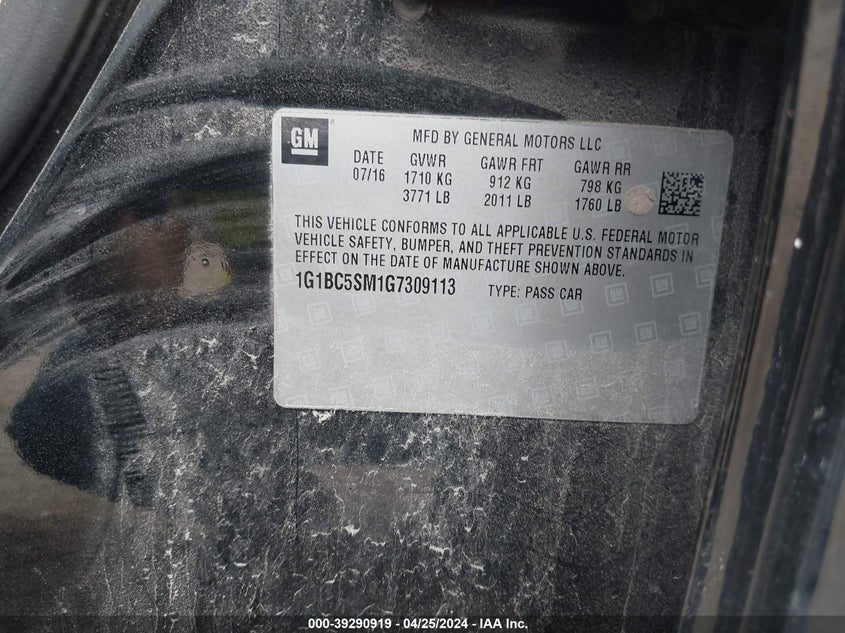 GM
MFD BY GENERAL MOTORS LLC
DATE GVWR GAWR FRT GAWR RR
07/16 1710 KG 912 KG 798 KG
3771 LB 2011 LB 1760 LB
THIS VEHICLE CONFORMS TO ALL APPLICABLE U.S. FEDERAL MOTOR
VEHICLE SAFETY, BUMPER, AND THEFT PREVENTION STANDARDS IN
EFFECT ON THE DATE OF MANUFACTURE SHOWN ABOVE.
1G1BC5SM1G7309113 TYPE: PASS CAR
000-39290919 - 04/25/2024 - IAA Inc.